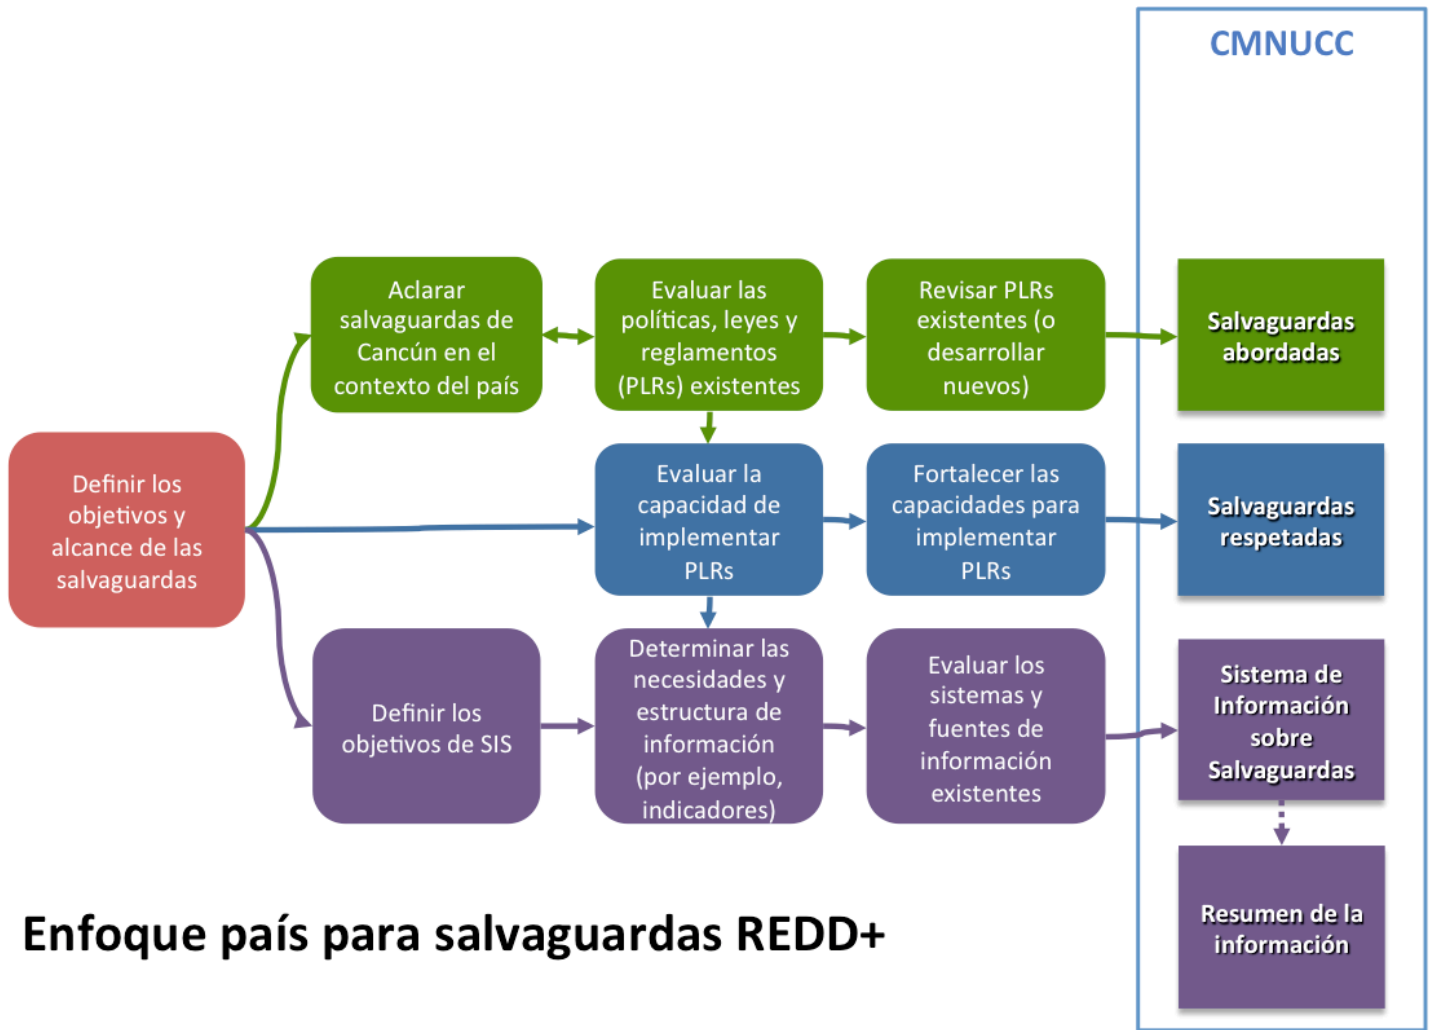 CMNUCC
Aclarar
salvaguardas de
Cancún en el
contexto del país
Evaluar las
políticas, leyes y
reglamentos
(PLRs) existentes
Revisar PLRs
existentes (o
desarrollar
nuevos)
Salvaguardas
abordadas
Definir los
objetivos y
alcance de las
salvaguardas
Evaluar la
capacidad de
implementar
PLRs
Fortalecer las
capacidades para
implementar
PLRs
Salvaguardas
respetadas
Definir los
objetivos de SIS
Determinar las
necesidades y
estructura de
información
(por ejemplo,
indicadores)
Evaluar los
sistemas y
fuentes de
información
existentes
Sistema de
Información
sobre
Salvaguardas
Resumen de la
información
Enfoque país para salvaguardas REDD+